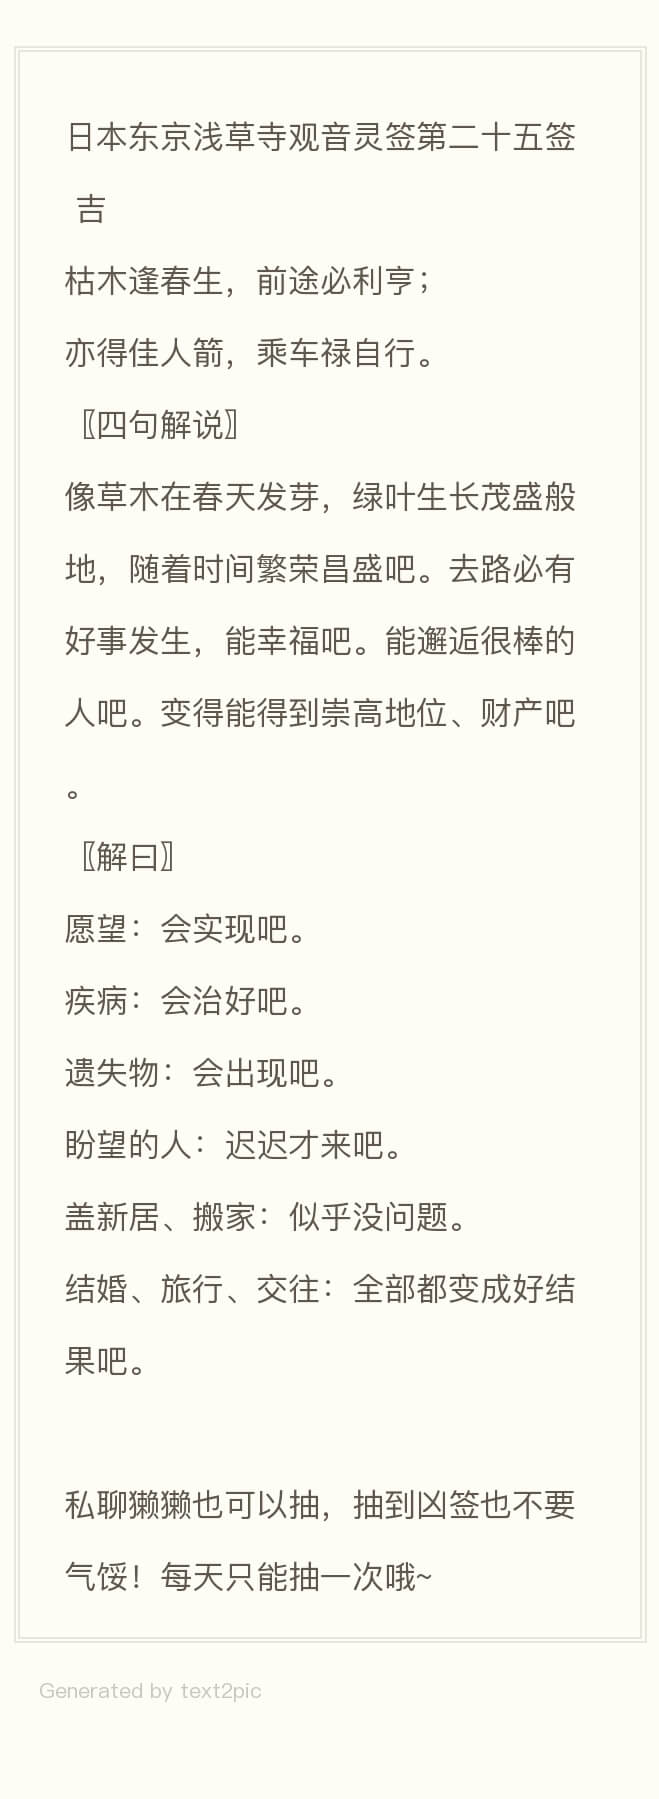 日本东京浅草寺观音灵签第二十五签
吉
枯木逢春生，前途必利亨；
亦得佳人箭，乘车禄自行。
〖四句解说〗
像草木在春天发芽，绿叶生长茂盛般
地，随着时间繁荣昌盛吧。去路必有
好事发生，能幸福吧。能邂逅很棒的
人吧。变得能得到崇高地位、财产吧
。
〖解曰〗
愿望：会实现吧。
疾病：会治好吧。
遗失物：会出现吧。
盼望的人：迟迟才来吧。
盖新居、搬家：似乎没问题。
结婚、旅行、交往：全部都变成好结
果吧。
私聊獭獭也可以抽，抽到凶签也不要
气馁！每天只能抽一次哦~
Generated by text2pic